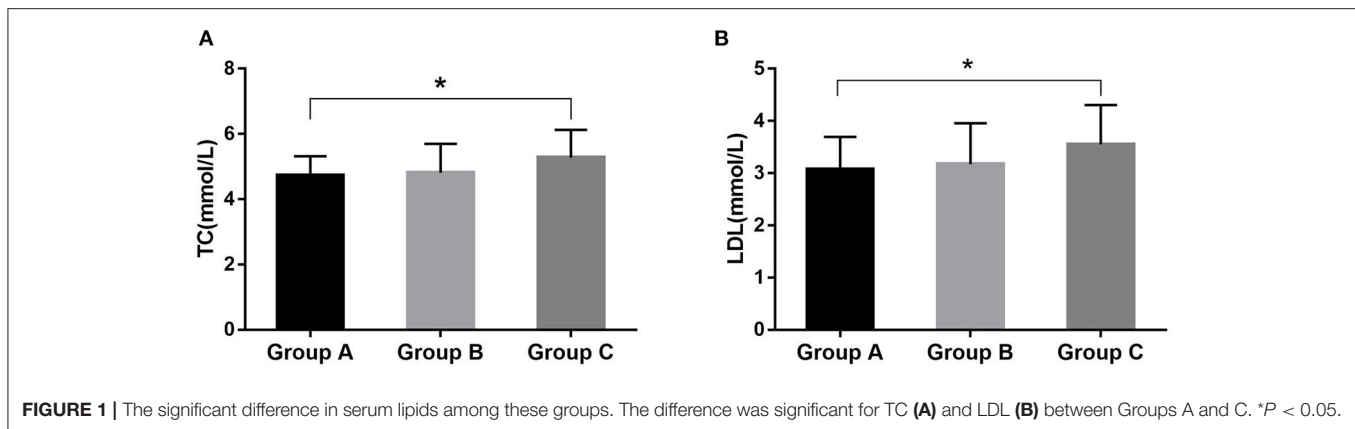 A
TC(mmol/L)
8
6
4
2
0
*
Group A Group B Group C
B
LDL(mmol/L)
5
4
3
2
1
0
*
Group A Group B Group C
FIGURE 1 | The significant difference in serum lipids among these groups. The difference was significant for TC (A) and LDL (B) between Groups A and C. *P < 0.05.